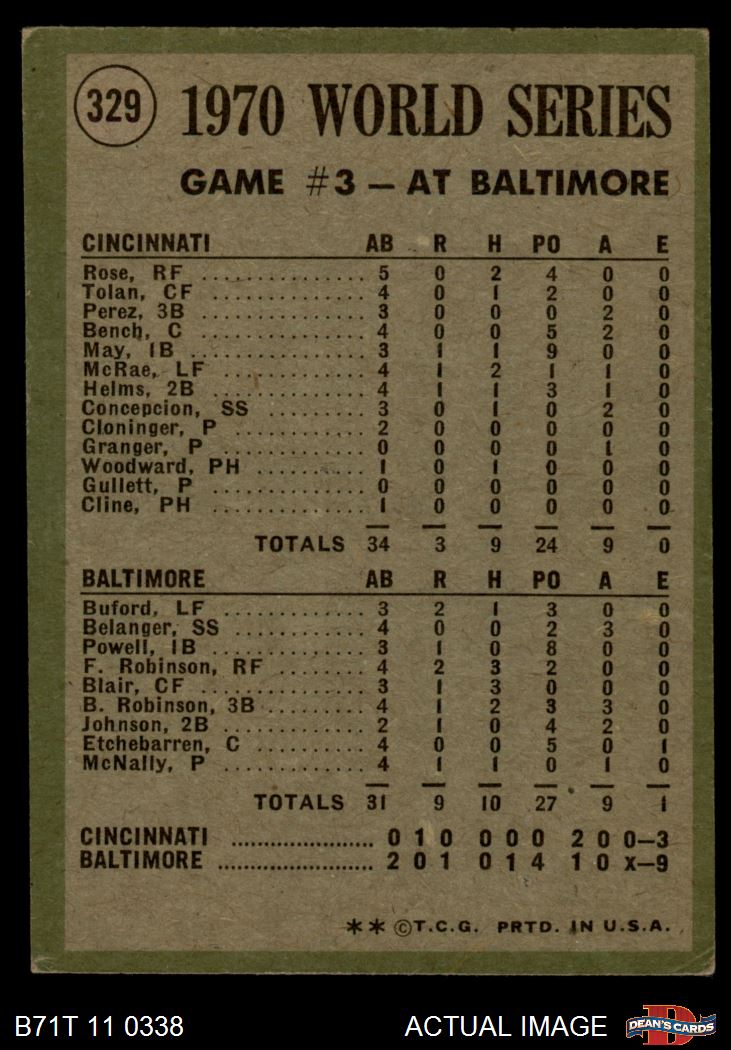 329 1970 WORLD SERIES
GAME #3 — AT BALTIMORE
CINCINNATI AB R H PO A E
Rose, RF ............... 5 0 2 4 0 0
Tolan, CF .............. 4 0 1 2 0 0
Perez, 3B .............. 3 0 0 0 2 0
Bench, C .............. 4 0 0 5 2 0
May, 1B ................ 3 1 1 9 0 0
McRae, LF ............. 4 1 2 1 1 0
Helms, 2B .............. 4 1 1 3 1 0
Concepcion, SS ......... 3 0 1 0 2 0
Cloninger, P ............ 2 0 0 0 0 0
Granger, P ............. 0 0 0 0 1 0
Woodward, PH .......... 1 0 1 0 0 0
Gullett, P .............. 0 0 0 0 0 0
Cline, PH .............. 1 0 0 0 0 0
TOTALS 34 3 9 24 9 0
BALTIMORE AB R H PO A E
Buford, LF ............. 3 2 1 3 0 0
Belanger, SS ............ 4 0 0 2 3 0
Powell, 1B ............. 3 1 0 8 0 0
F. Robinson, RF ........ 4 2 3 2 0 0
Blair, CF ............... 3 1 3 0 0 0
B. Robinson, 3B ......... 4 1 2 3 3 0
Johnson, 2B ............ 2 1 0 4 2 0
Etchebarren, C .......... 4 0 0 5 0 1
McNally, P ............. 4 1 1 0 1 0
TOTALS 31 9 10 27 9 1
CINCINNATI ...................... 0 1 0 0 0 0 2 0 0—3
BALTIMORE ........................ 2 0 1 0 1 4 1 0 x—9
** ©T.C.G. PRTD. IN U.S.A.
B71T 11 0338 ACTUAL IMAGE D DEAN'S CARDS